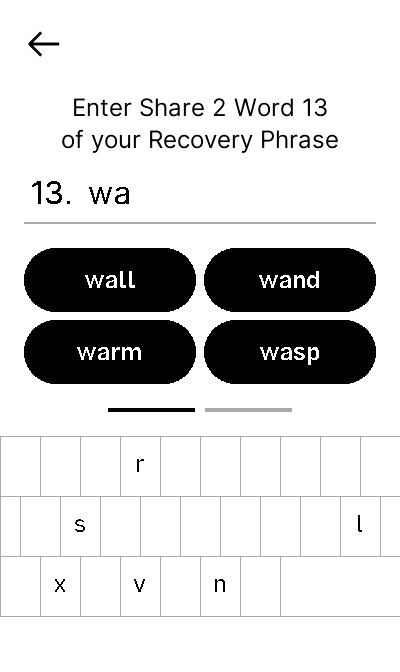 Enter Share 2 Word 13
of your Recovery Phrase
13. wa
wall wand
warm wasp
r
s l
x v n